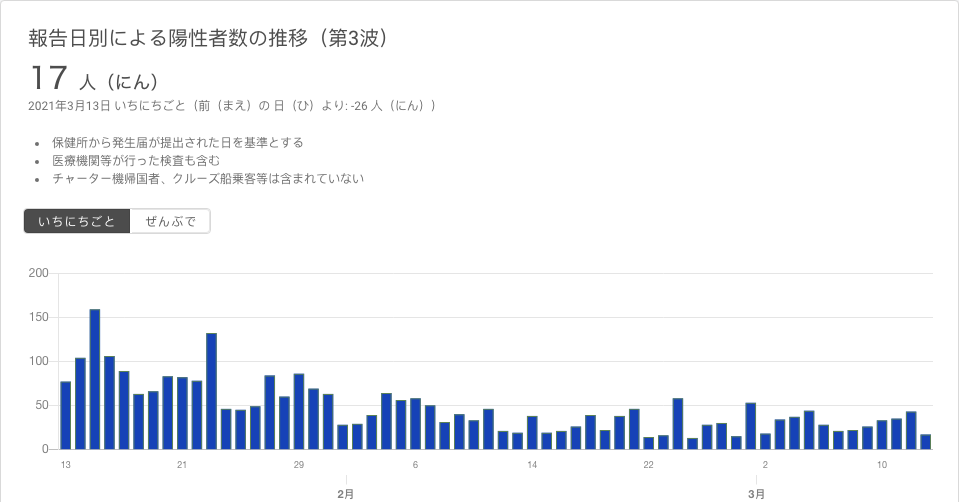 報告日別による陽性者数の推移（第3波）
17 人（にん）
2021年3月13日 いちにちごと（前（まえ）の 日（ひ）より: -26 人（にん））
保健所から発生届が提出された日を基準とする
医療機関等が行った検査も含む
チャーター機帰国者、クルーズ船乗客等は含まれていない
いちにちごと ぜんぶで
200
150
100
50
0
13 21 29 6 14 22 2 10
2月 3月